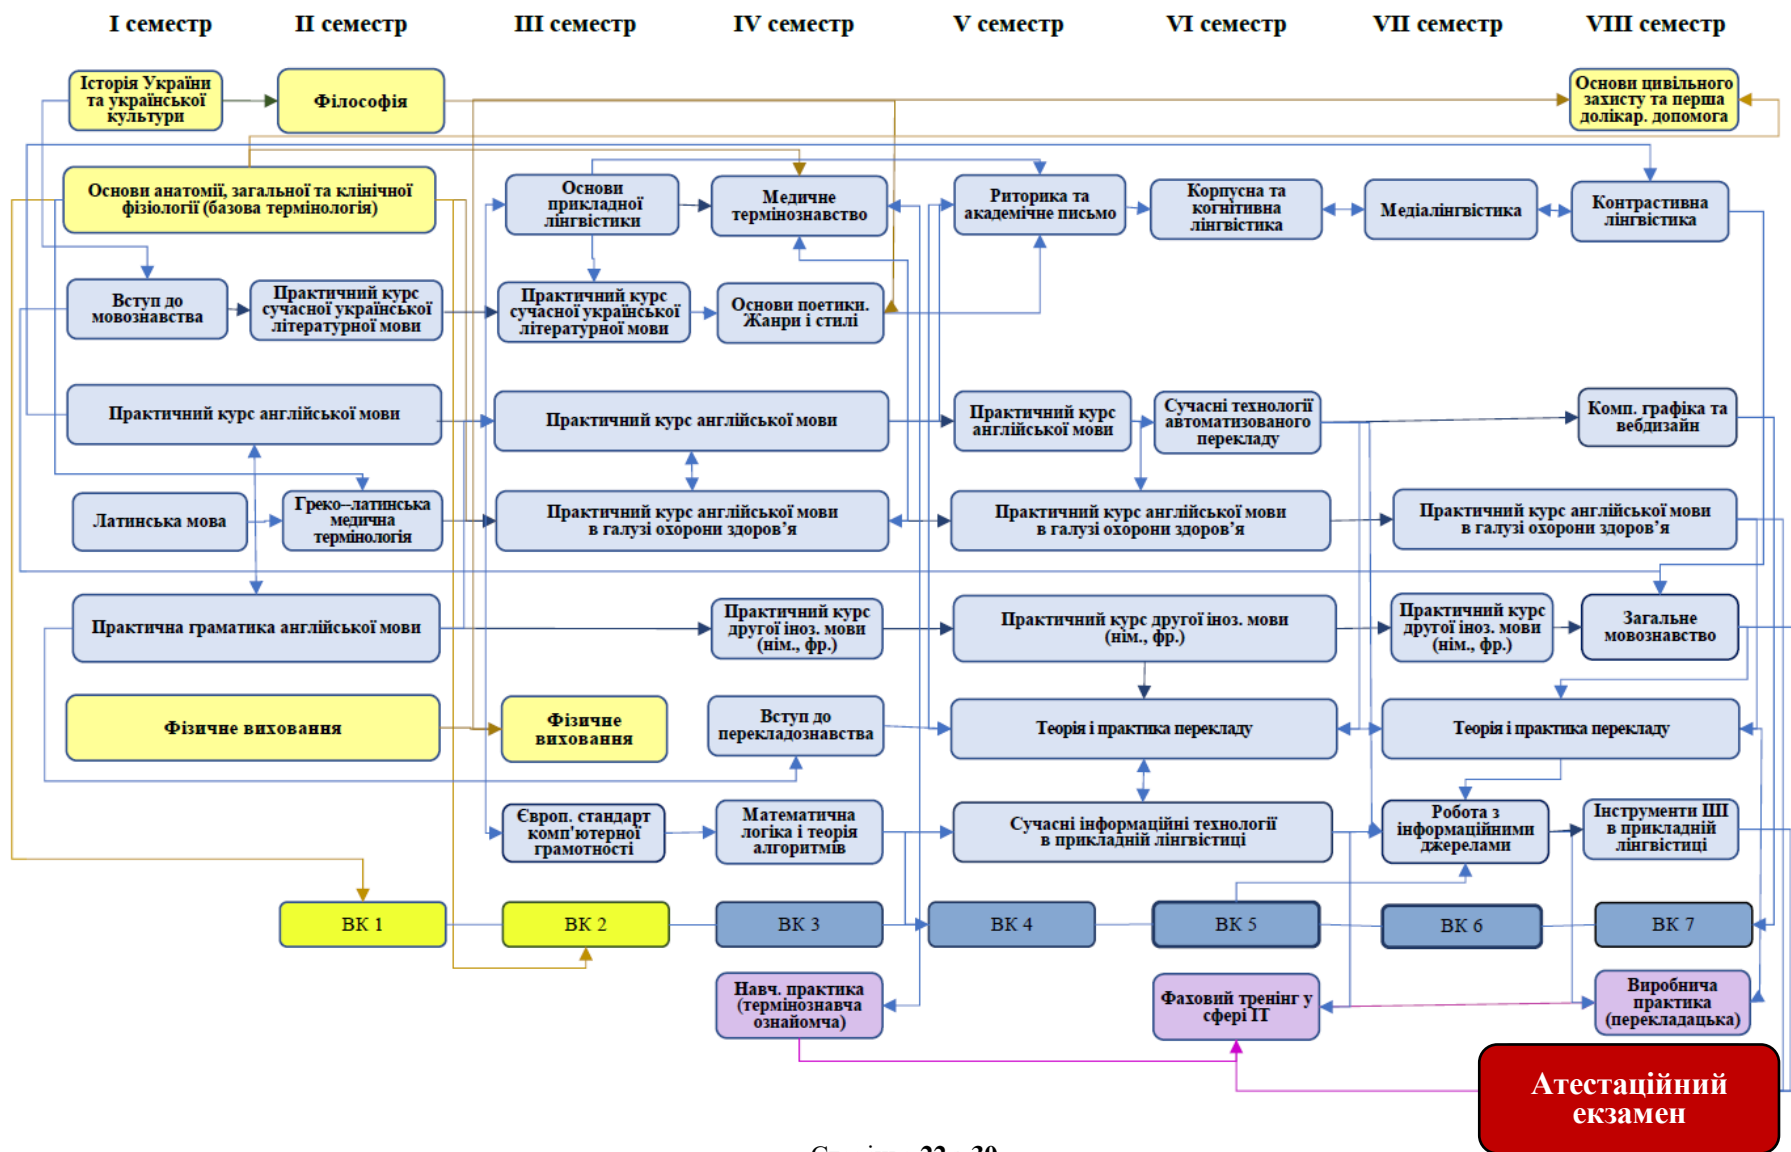 I семестр II семестр III семестр IV семестр V семестр VI семестр VII семестр VIII семестр
Історія України
та української
культури
Філософія
Основи цивільного
захисту та перша
долікар. допомога
Основи анатомії, загальної та клінічної
фізіології (базова термінологія)
Основи
прикладної
лінгвістики
Медичне
термінознавство
Риторика та
академічне письмо
Корпусна та
когнітивна
лінгвістика
Медіалінгвістика
Контрастивна
лінгвістика
Вступ до
мовознавства
Практичний курс
сучасної української
літературної мови
Практичний курс
сучасної української
літературної мови
Основи поетики.
Жанри і стилі
Практичний курс англійської мови
Практичний курс англійської мови
Практичний курс
англійської мови
Сучасні технології
автоматизованого
перекладу
Комп. графіка та
вебдизайн
Латинська мова
Греко--латинська
медична
термінологія
Практичний курс англійської мови
в галузі охорони здоров’я
Практичний курс англійської мови
в галузі охорони здоров’я
Практичний курс англійської мови
в галузі охорони здоров’я
Практична граматика англійської мови
Практичний курс
другої іноз. мови
(нім., фр.)
Практичний курс другої іноз. мови
(нім., фр.)
Практичний курс
другої іноз. мови
(нім., фр.)
Загальне
мовознавство
Фізичне виховання
Фізичне
виховання
Вступ до
перекладознавства
Теорія і практика перекладу
Теорія і практика перекладу
Європ. стандарт
комп'ютерної
грамотності
Математична
логіка і теорія
алгоритмів
Сучасні інформаційні технології
в прикладній лінгвістиці
Робота з
інформаційними
джерелами
Інструменти ШІ
в прикладній
лінгвістиці
ВК 1
ВК 2
ВК 3
ВК 4
ВК 5
ВК 6
ВК 7
Навч. практика
(термінознавча
ознайомча)
Фаховий тренінг у
сфері ІТ
Виробнича
практика
(перекладацька)
Атестаційний
екзамен